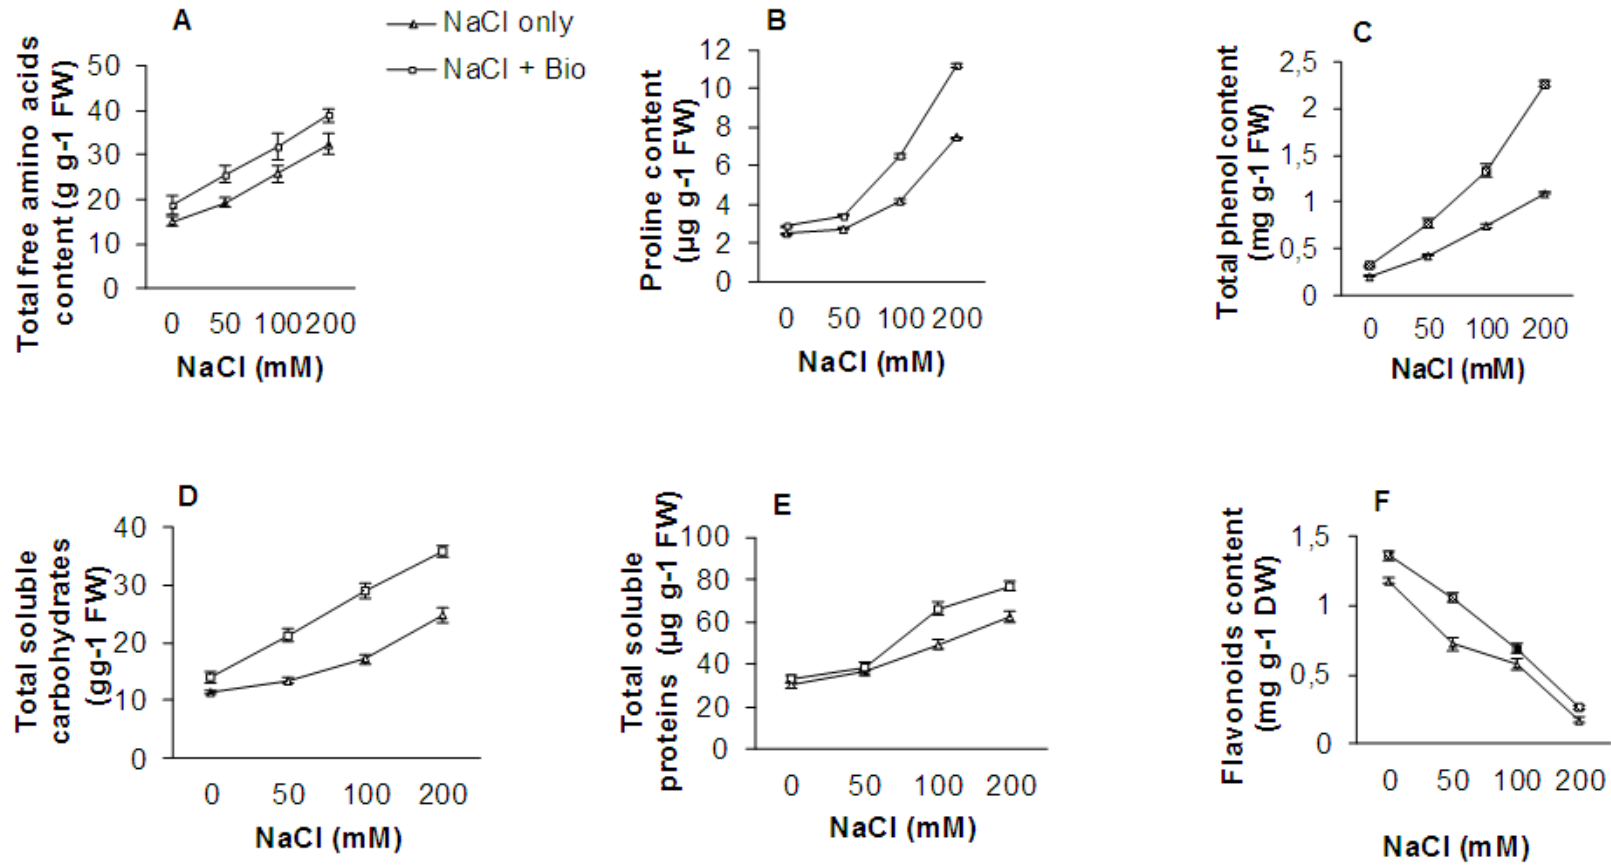 A
NaCl only
NaCl + Bio
Total free amino acids
content (g g-1 FW)
50
40
30
20
10
0
0 50 100 200
NaCl (mM)
B
Proline content
(µg g-1 FW)
12
10
8
6
4
2
0
0 50 100 200
NaCl (mM)
C
Total phenol content
(mg g-1 FW)
2,5
2
1,5
1
0,5
0
0 50 100 200
NaCl (mM)
D
Total soluble
carbohydrates
(gg-1 FW)
40
30
20
10
0
0 50 100 200
NaCl (mM)
E
Total soluble
proteins (µg g-1 FW)
100
80
60
40
20
0
0 50 100 200
NaCl (mM)
F
Flavonoids content
(mg g-1 DW)
1,5
1
0,5
0
0 50 100 200
NaCl (mM)